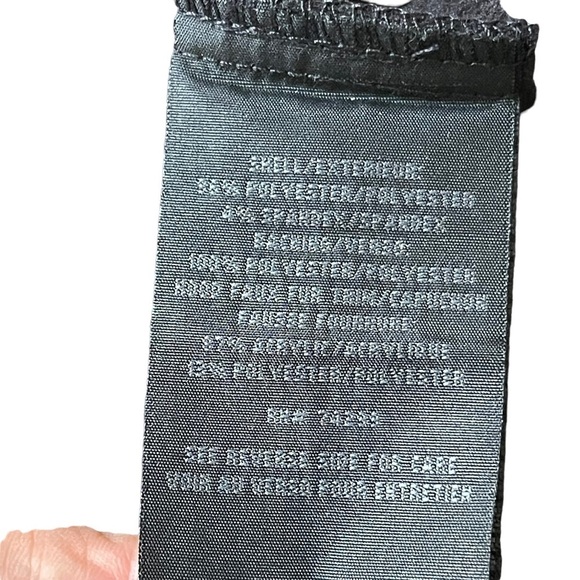 SHELL/EXTERIEUR:
96% POLYESTER/POLYESTER
4% SPANDEX/SPANDEX
BACKING/VERSO:
100% POLYESTER/POLYESTER
HOOD FAUX FUR TRIM/CAPUCHON
FAUSSE FOURRURE:
87% ACRYLIC/ACRYLIQUE
13% POLYESTER/POLYESTER
SEE REVERSE SIDE FOR CARE
VOIR AU VERSO POUR ENTRETIEN